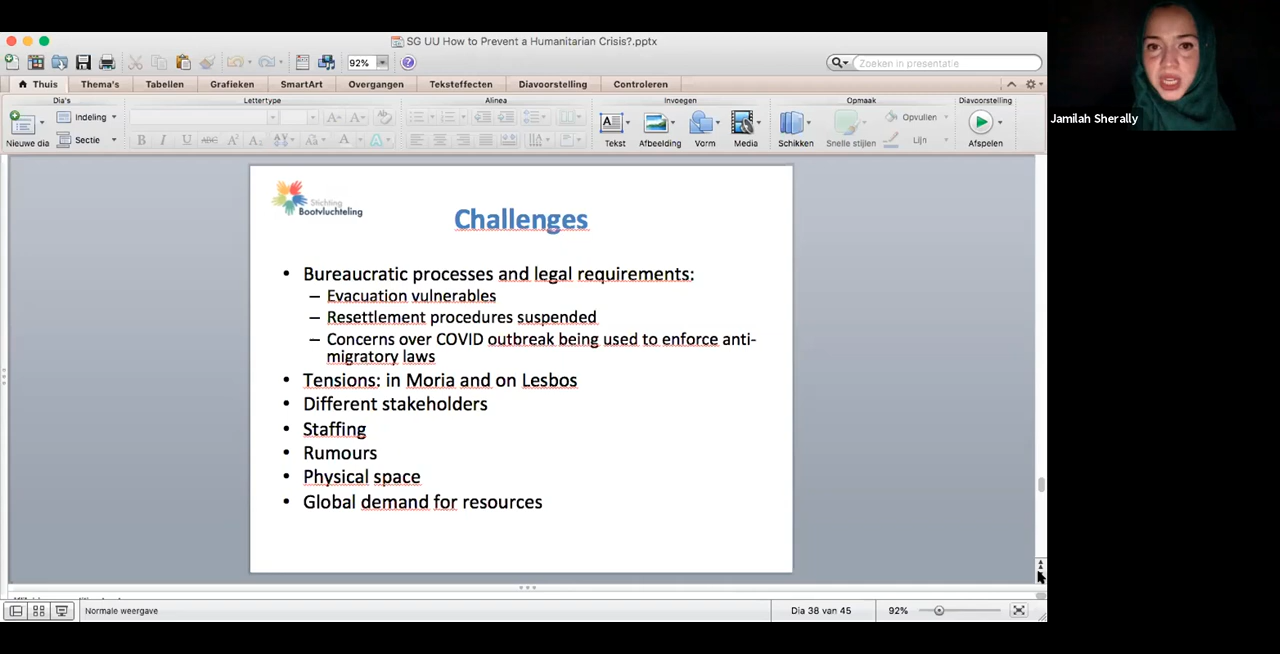 SG UU How to Prevent a Humanitarian Crisis?.pptx
92%
Zoeken in presentatie
Thuis Thema's Tabellen Grafieken SmartArt Overgangen Teksteffecten Diavoorstelling Controleren
Dia's Lettertype Alinea Invoegen Opmaak Diavoorstelling
Nieuwe dia Indeling Sectie
B I U ABC A² A₂
Tekst Afbeelding Vorm Media Schikken Snelle stijlen Opvullen Lijn Afspelen
Jamilah Sherally
Stichting
Bootvluchteling
Challenges
• Bureaucratic processes and legal requirements:
– Evacuation vulnerables
– Resettlement procedures suspended
– Concerns over COVID outbreak being used to enforce anti-
migratory laws
• Tensions: in Moria and on Lesbos
• Different stakeholders
• Staffing
• Rumours
• Physical space
• Global demand for resources
Normale weergave Dia 38 van 45 92%